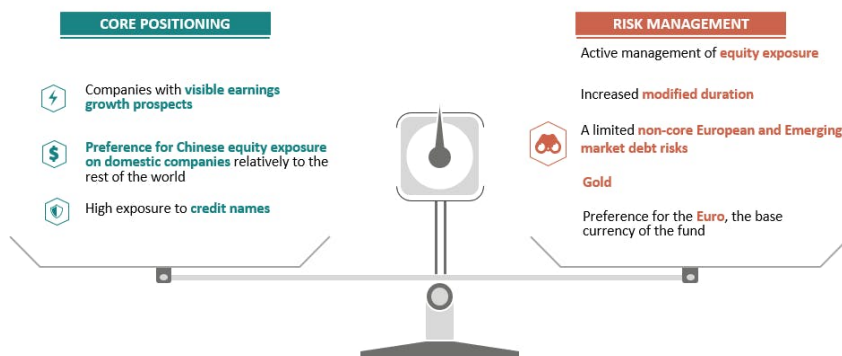 CORE POSITIONING
Companies with visible earnings
growth prospects
Preference for Chinese equity exposure
on domestic companies relatively to the
rest of the world
High exposure to credit names
RISK MANAGEMENT
Active management of equity exposure
Increased modified duration
A limited non-core European and Emerging
market debt risks
Gold
Preference for the Euro, the base
currency of the fund